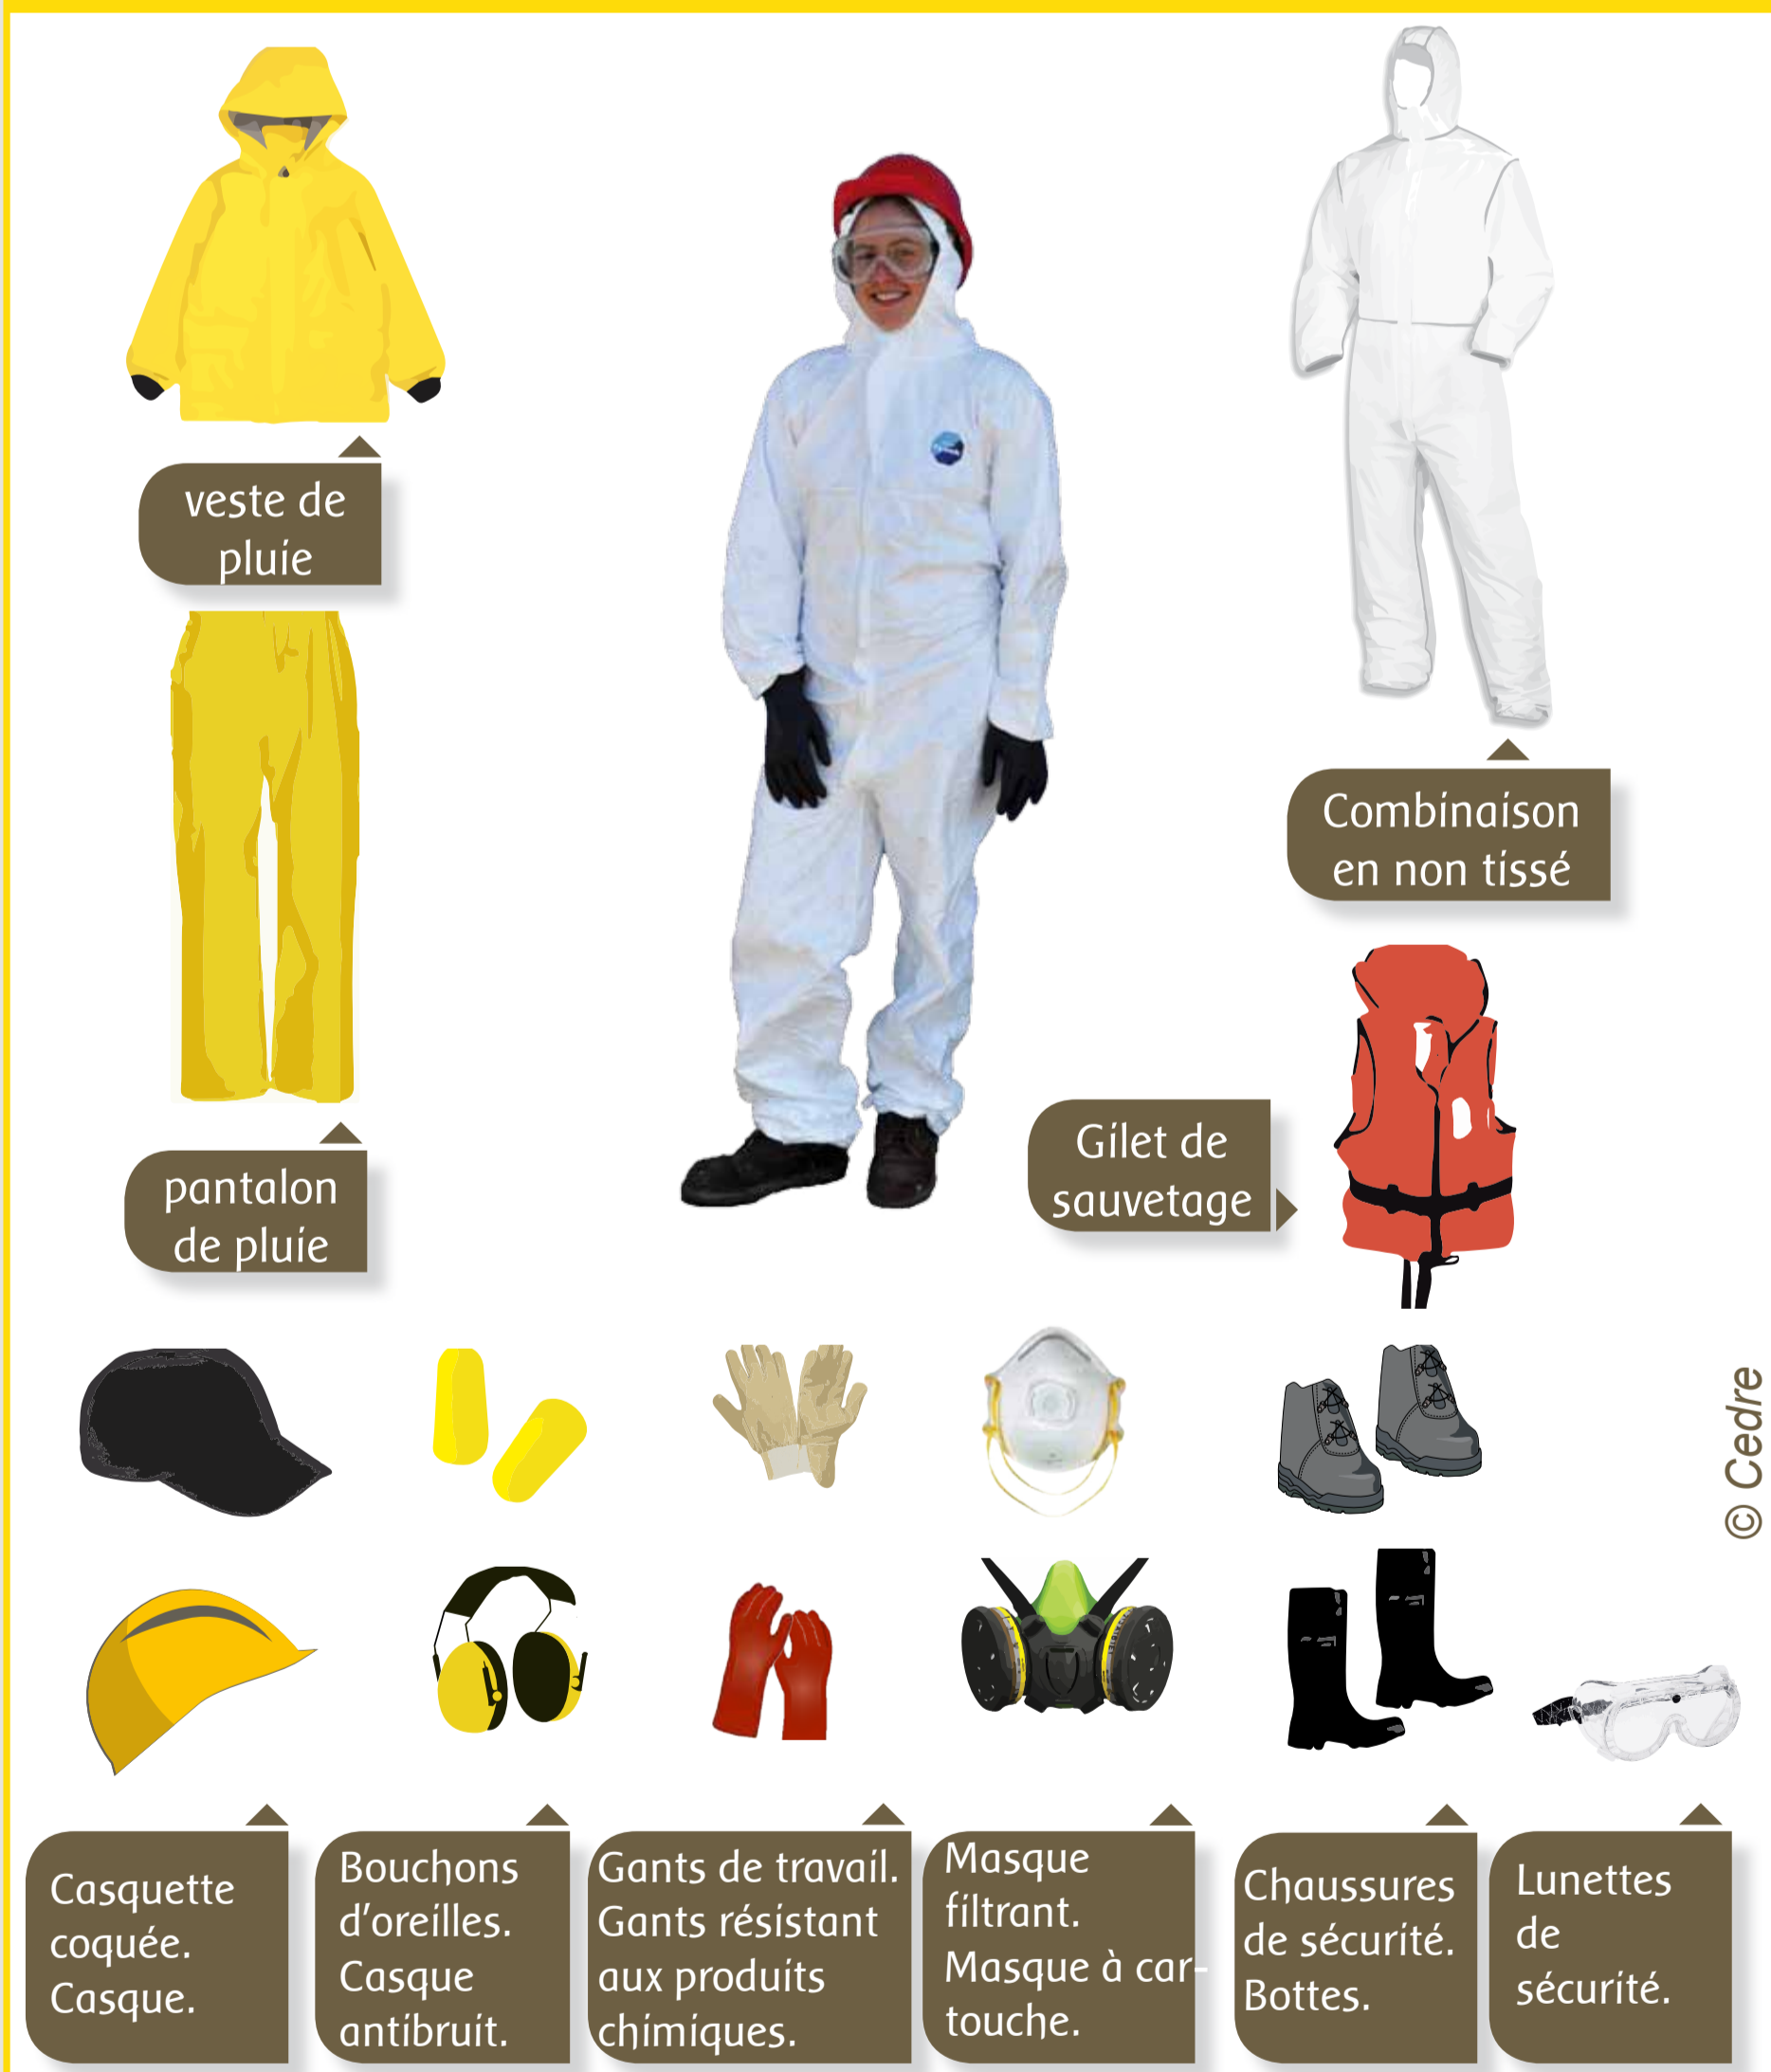 veste de
pluie
Combinaison
en non tissé
pantalon
de pluie
Gilet de
sauvetage
© Cedre
Casquette
coquée.
Casque.
Bouchons
d'oreilles.
Casque
antibruit.
Gants de travail.
Gants résistant
aux produits
chimiques.
Masque
filtrant.
Masque à car-
touche.
Chaussures
de sécurité.
Bottes.
Lunettes
de
sécurité.